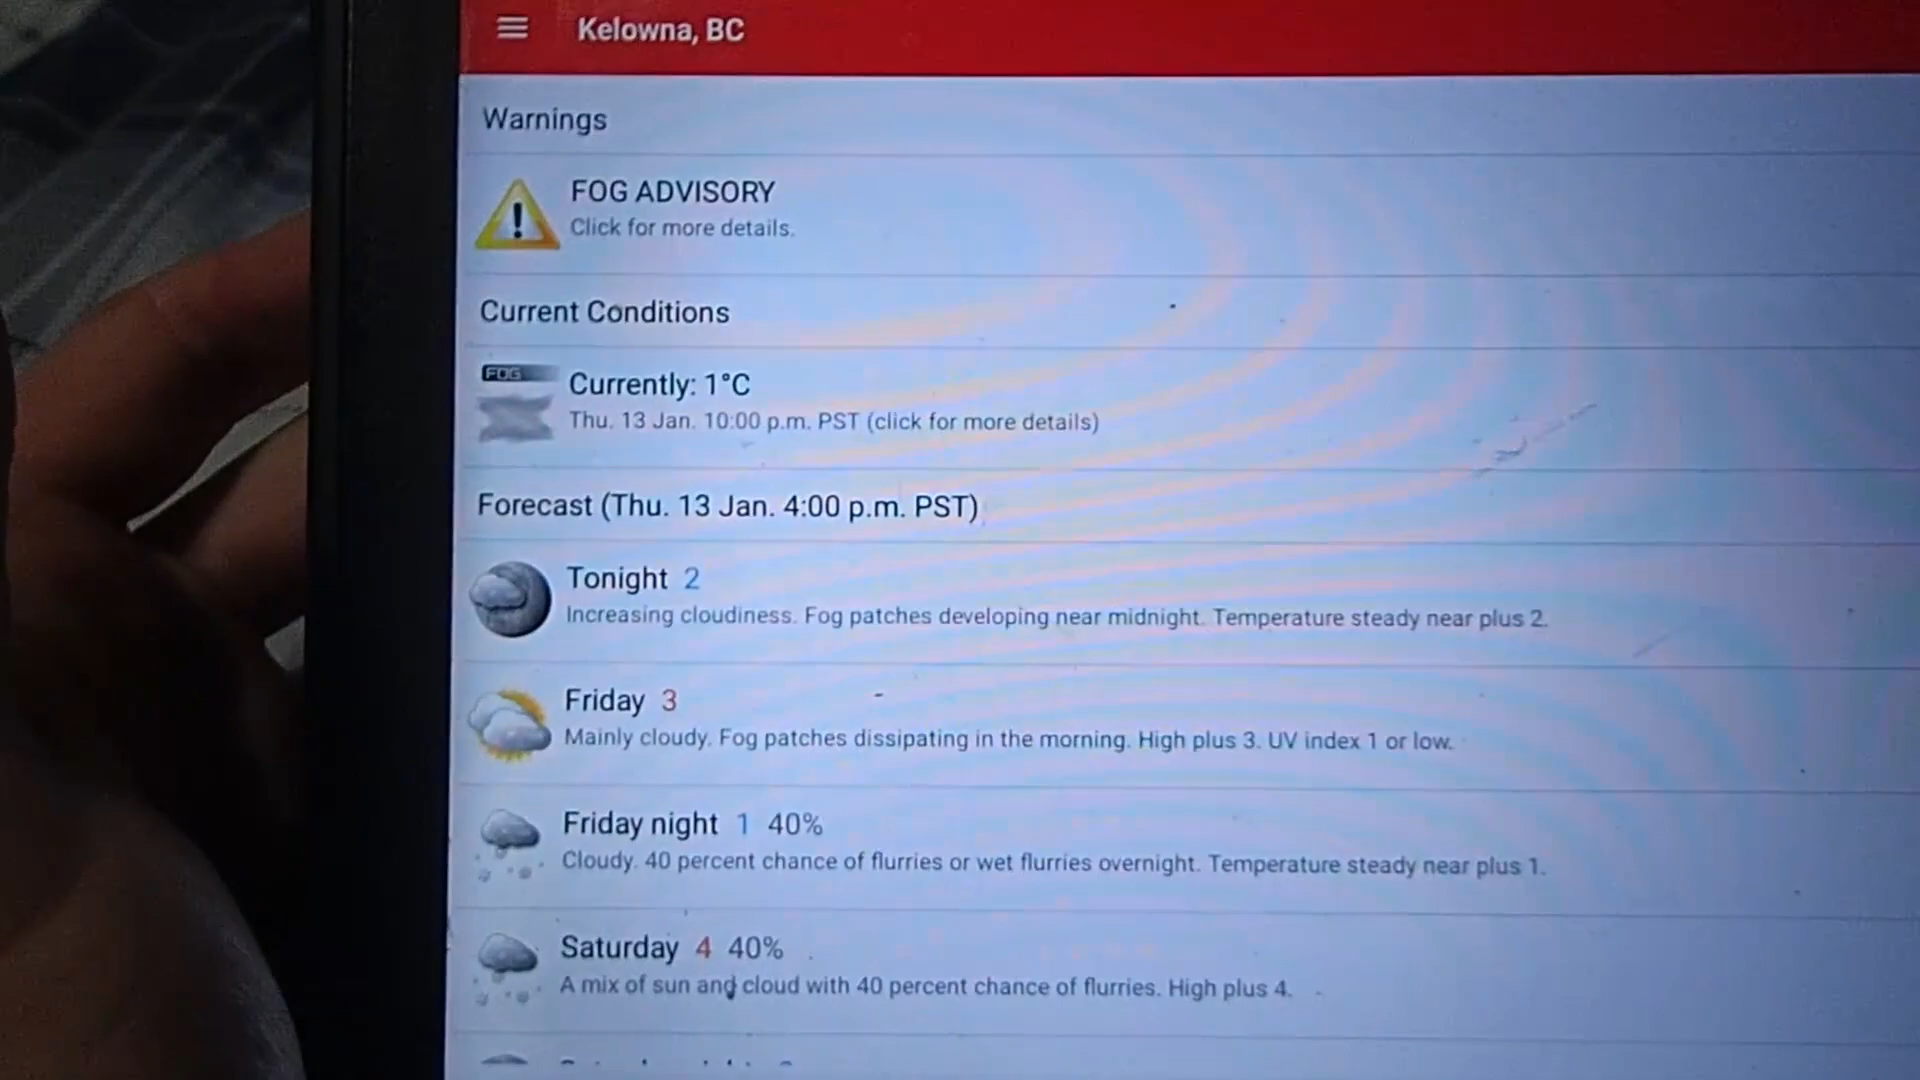 Kelowna, BC
Warnings
FOG ADVISORY
Click for more details.
Current Conditions
FOG
Currently: 1°C
Thu. 13 Jan. 10:00 p.m. PST (click for more details)
Forecast (Thu. 13 Jan. 4:00 p.m. PST)
Tonight 2
Increasing cloudiness. Fog patches developing near midnight. Temperature steady near plus 2.
Friday 3
Mainly cloudy. Fog patches dissipating in the morning. High plus 3. UV index 1 or low.
Friday night 1 40%
Cloudy. 40 percent chance of flurries or wet flurries overnight. Temperature steady near plus 1.
Saturday 4 40%
A mix of sun and cloud with 40 percent chance of flurries. High plus 4.